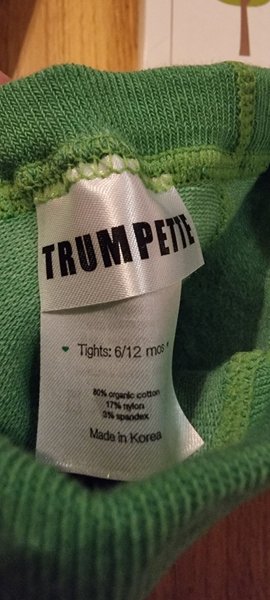 TRUMPETTE
Tights: 6/12 mos
80% organic cotton
17% nylon
3% spandex
Made in Korea